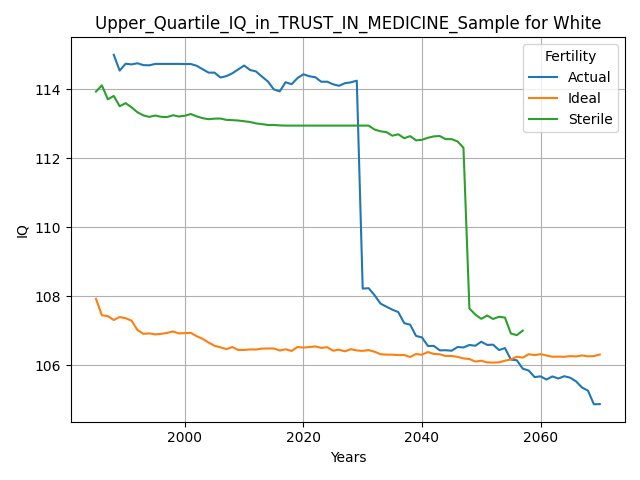 Upper_Quartile_IQ_in_TRUST_IN_MEDICINE_Sample for White
Fertility
Actual
Ideal
Sterile
IQ
114
112
110
108
106
2000
2020
2040
2060
Years